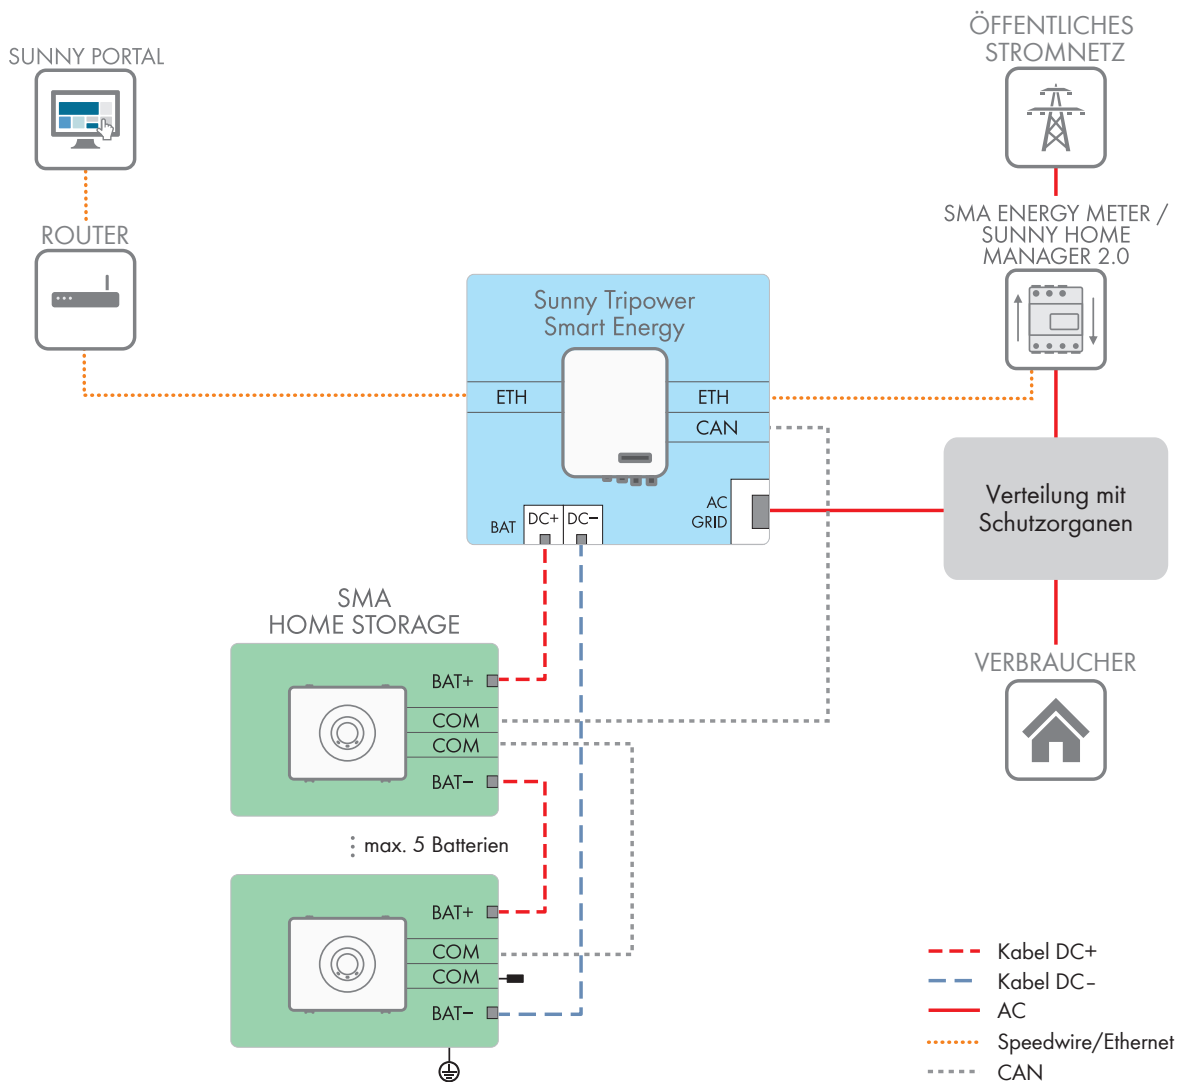 SUNNY PORTAL
ROUTER
ÖFFENTLICHES
STROMNETZ
SMA ENERGY METER /
SUNNY HOME
MANAGER 2.0
Sunny Tripower
Smart Energy
ETH
ETH
CAN
AC
GRID
BAT
DC+
DC–
Verteilung mit
Schutzorganen
VERBRAUCHER
SMA
HOME STORAGE
BAT+
COM
COM
BAT–
max. 5 Batterien
BAT+
COM
COM
BAT–
Kabel DC+
Kabel DC–
AC
Speedwire/Ethernet
CAN